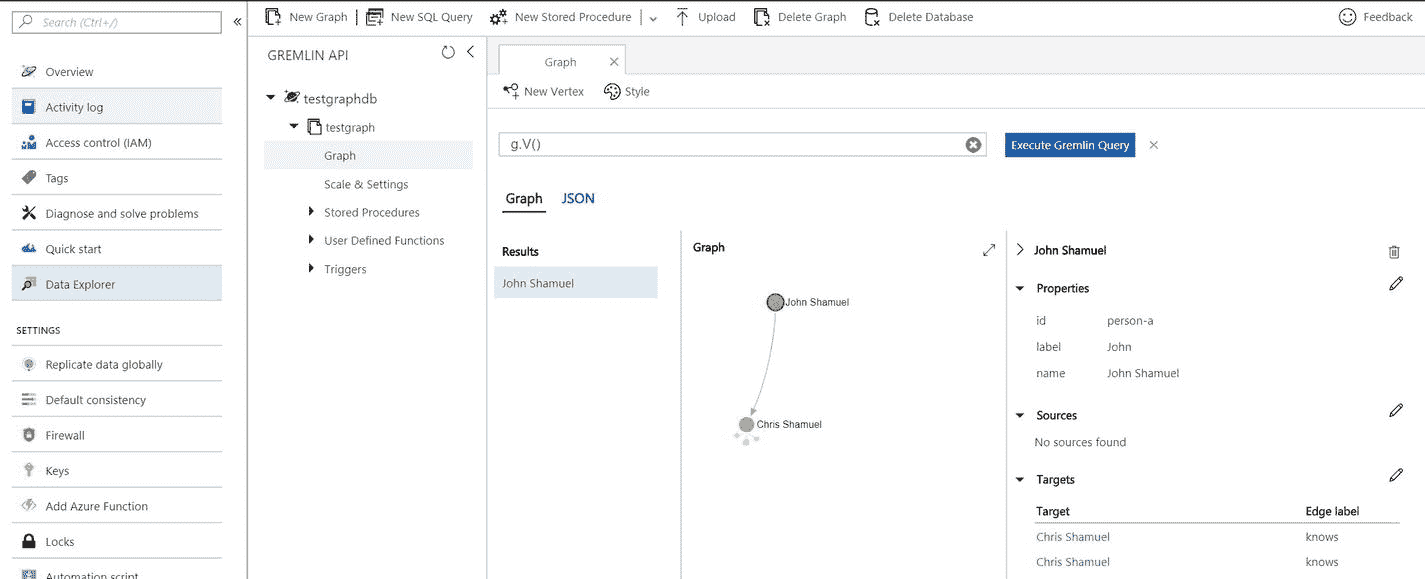 Search (Ctrl+/)
«
Overview
Activity log
Access control (IAM)
Tags
Diagnose and solve problems
Quick start
Data Explorer
SETTINGS
Replicate data globally
Default consistency
Firewall
Keys
Add Azure Function
Locks
Automation script
New Graph
New SQL Query
New Stored Procedure
Upload
Delete Graph
Delete Database
Feedback
GREMLIN API
testgraphdb
testgraph
Graph
Scale & Settings
Stored Procedures
User Defined Functions
Triggers
Graph
New Vertex
Style
g.V()
Execute Gremlin Query
Graph JSON
Results
John Shamuel
Graph
John Shamuel
Chris Shamuel
John Shamuel
Properties
id person-a
label John
name John Shamuel
Sources
No sources found
Targets
Target Edge label
Chris Shamuel knows
Chris Shamuel knows